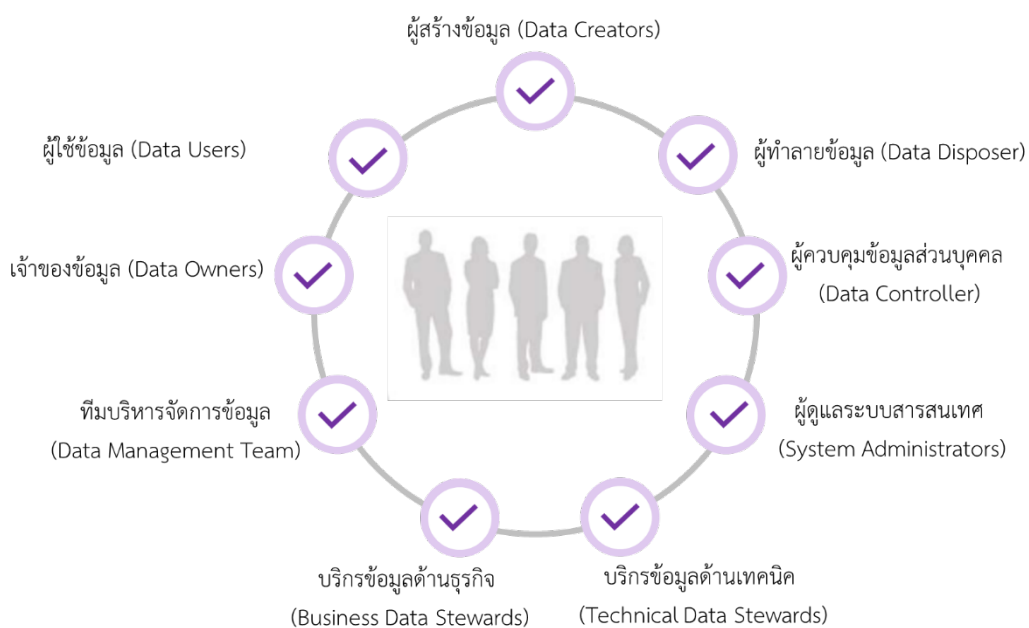 ผู้สร้างข้อมูล (Data Creators)
ผู้ใช้ข้อมูล (Data Users)
ผู้ทำลายข้อมูล (Data Disposer)
เจ้าของข้อมูล (Data Owners)
ผู้ควบคุมข้อมูลส่วนบุคคล
(Data Controller)
ทีมบริหารจัดการข้อมูล
(Data Management Team)
ผู้ดูแลระบบสารสนเทศ
(System Administrators)
บริกรข้อมูลด้านธุรกิจ
(Business Data Stewards)
บริกรข้อมูลด้านเทคนิค
(Technical Data Stewards)